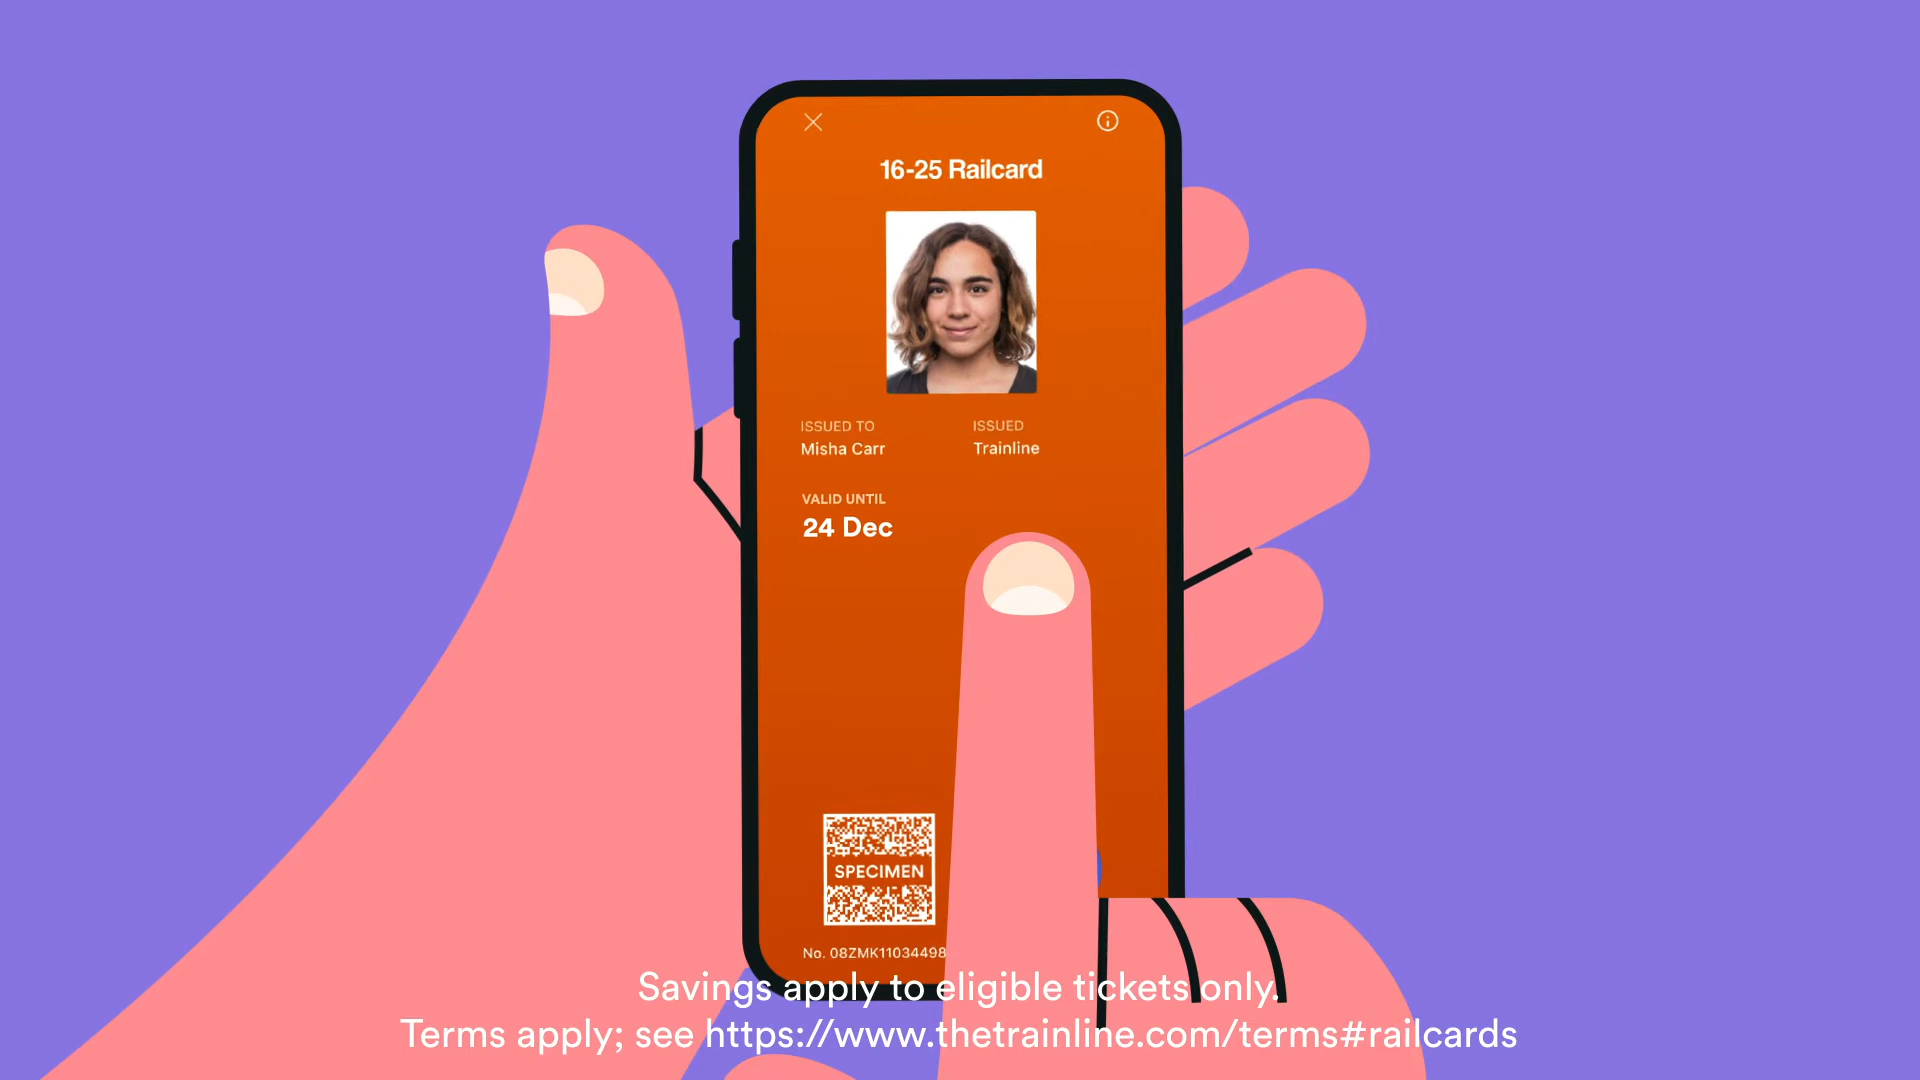 16-25 Railcard
ISSUED TO
Misha Carr
ISSUED
Trainline
VALID UNTIL
24 Dec
SPECIMEN
No. 08ZMK11034498
Savings apply to eligible tickets only.
Terms apply; see https://www.thetrainline.com/terms#railcards